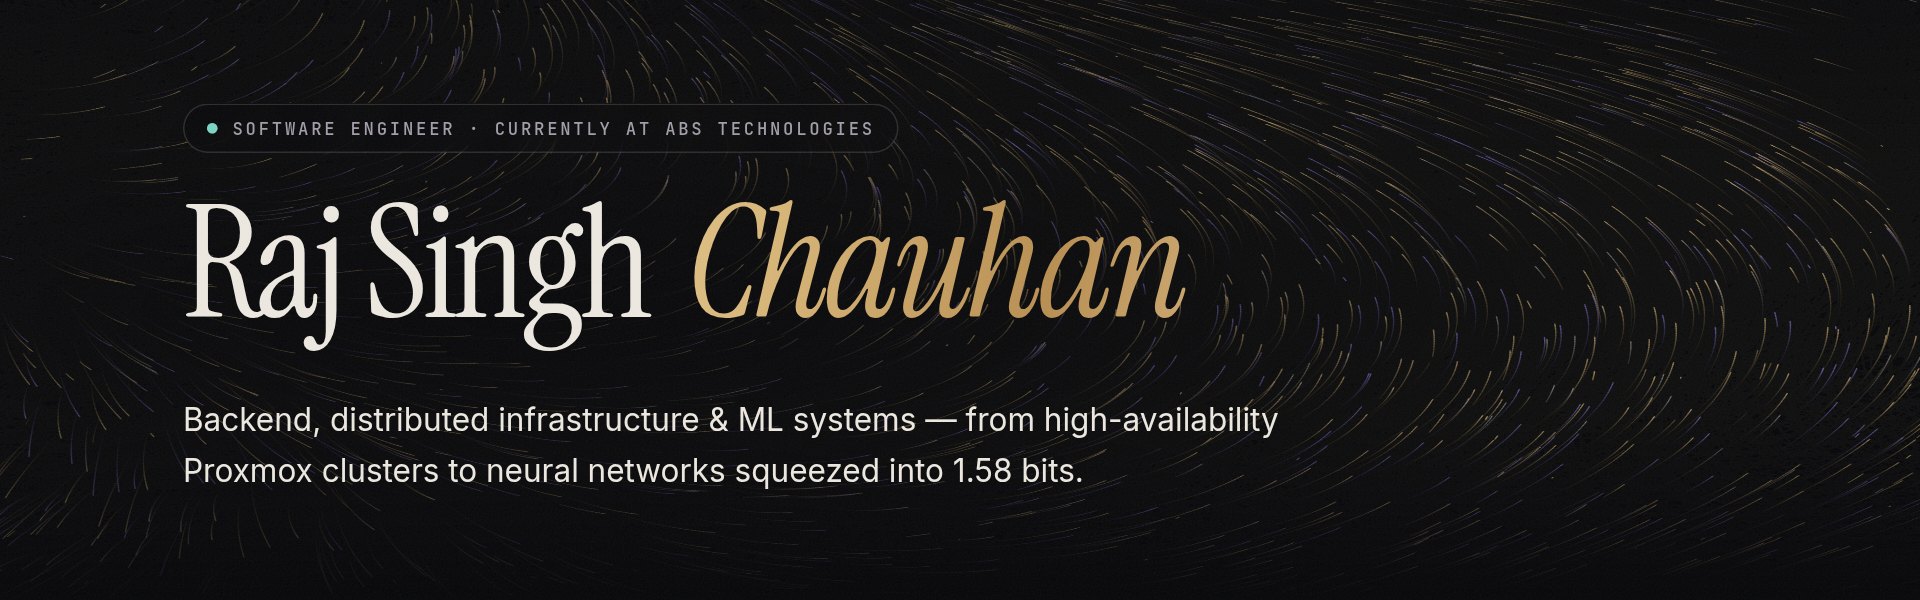 SOFTWARE ENGINEER · CURRENTLY AT ABS TECHNOLOGIES
Raj Singh Chauhan
Backend, distributed infrastructure & ML systems — from high-availability
Proxmox clusters to neural networks squeezed into 1.58 bits.